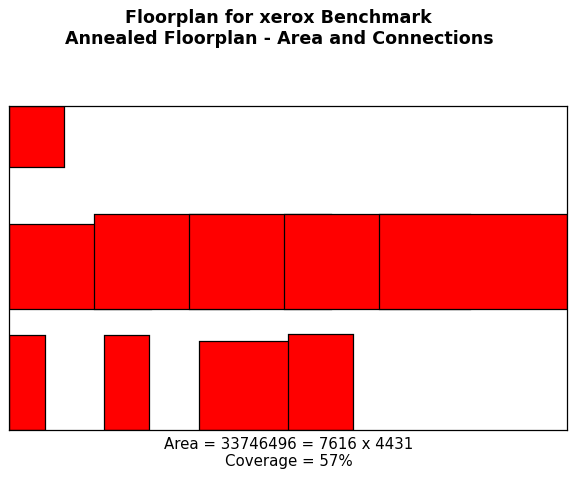 Floorplan for xerox Benchmark
Annealed Floorplan - Area and Connections
Area = 33746496 = 7616 x 4431
Coverage = 57%